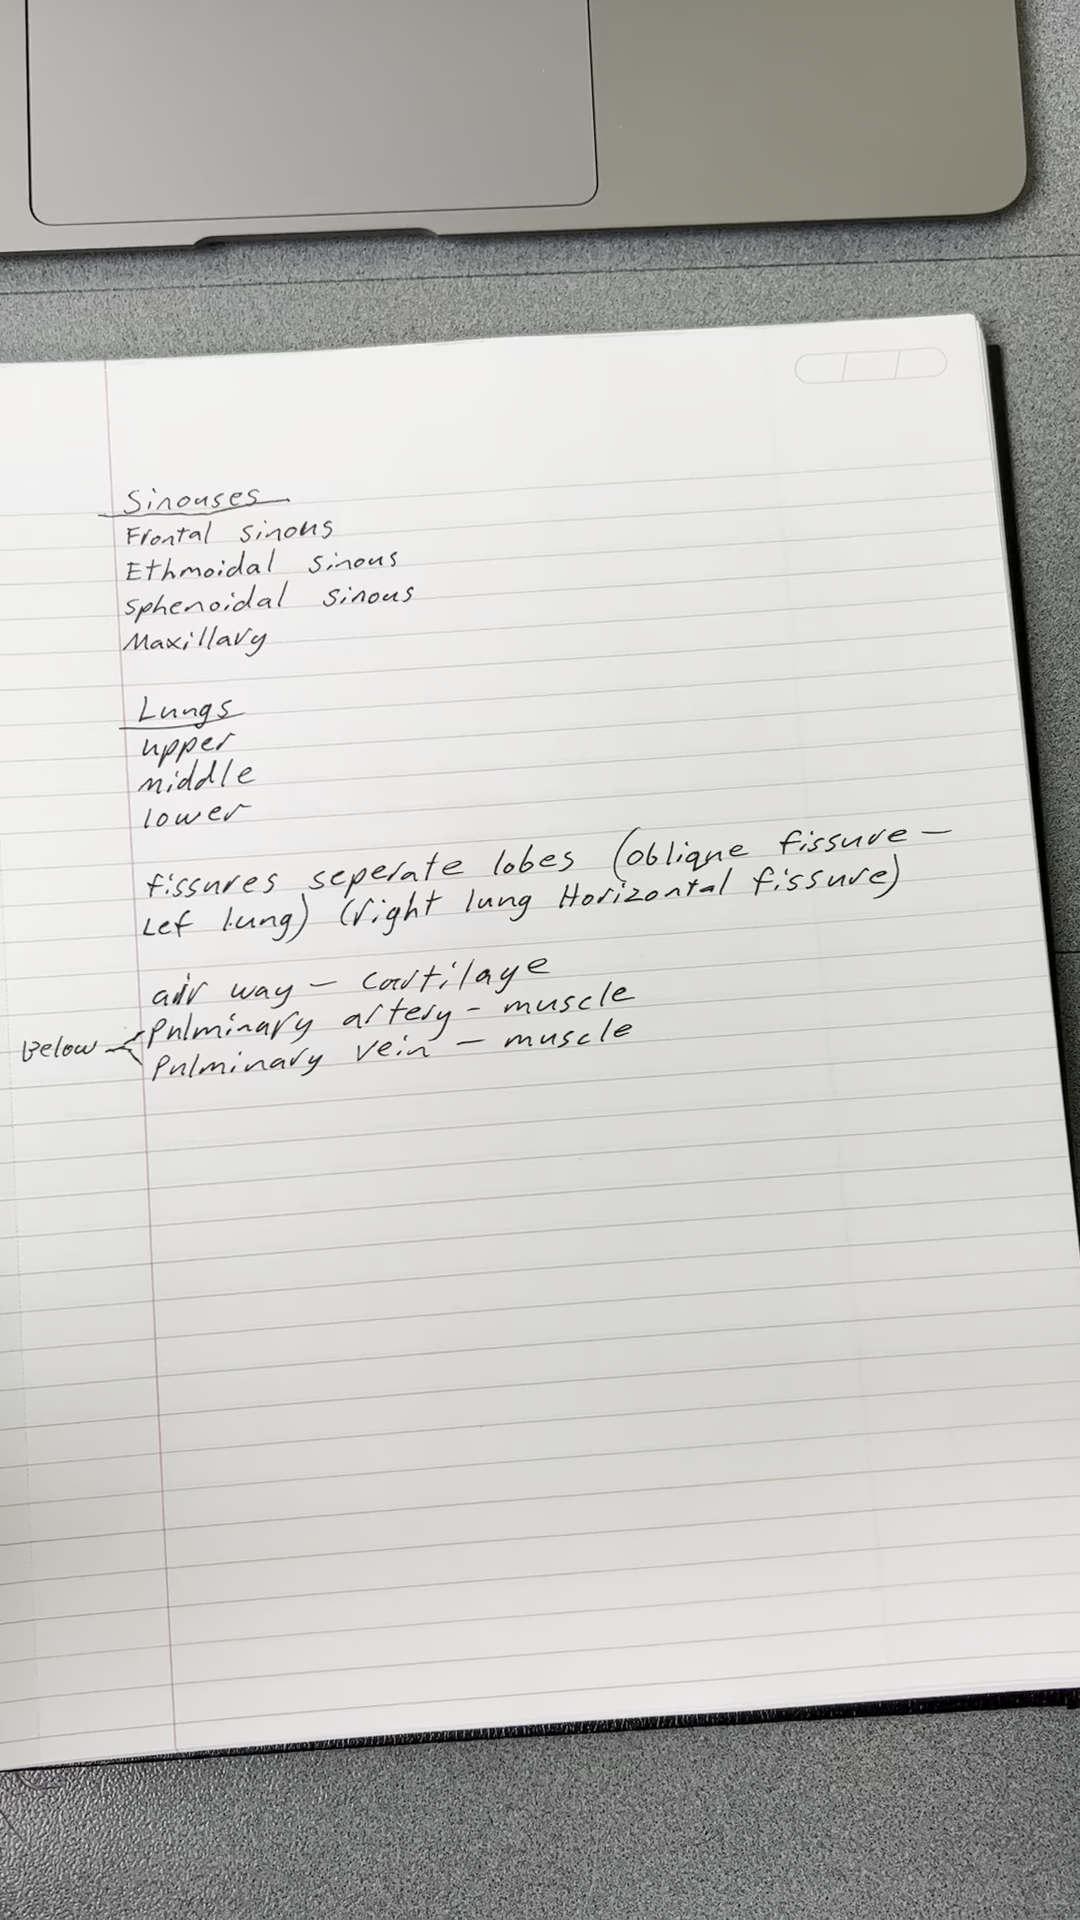 Sinouses
Frontal sinous
Ethmoidal sinous
Sphenoidal sinous
Maxillary
Lungs
upper
middle
lower
fissures seperate lobes (oblique fissure -
Lef lung) (right lung Horizontal fissure)
air way - cartilage
Below Pulminary artery - muscle
Pulminary vein - muscle